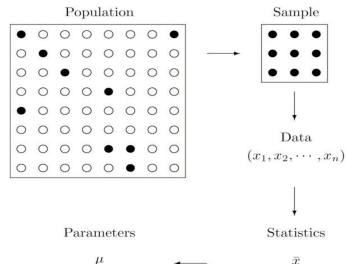 Population Sample
Data
(x₁, x₂, ⋯ , xₙ)
Parameters Statistics
μ x̄